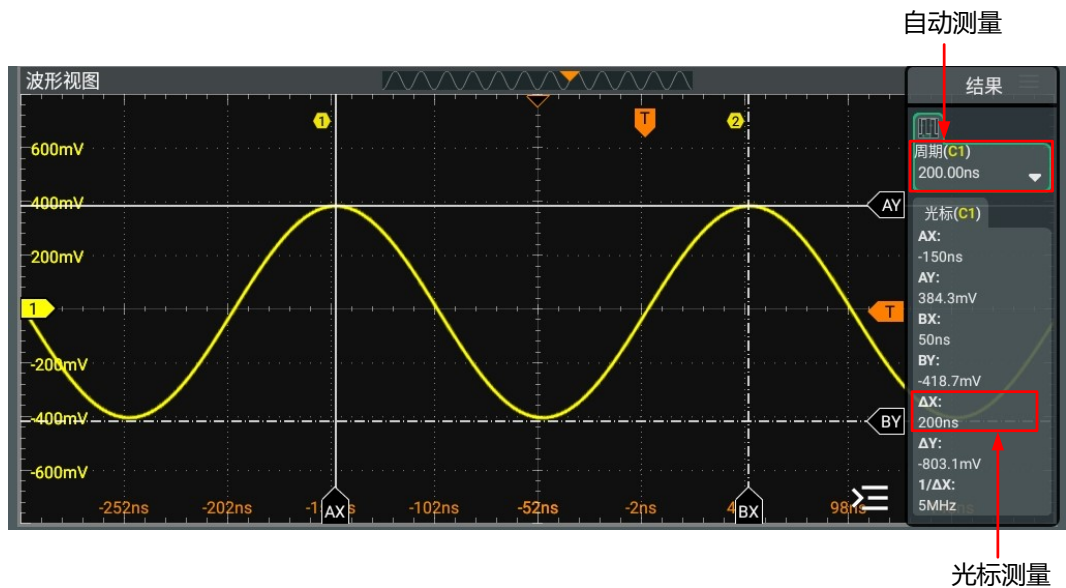 自动测量
波形视图
结果
1
T
2
周期(C1)
200.00ns
600mV
400mV
200mV
1
-200mV
-400mV
-600mV
AY
T
BY
光标(C1)
AX:
-150ns
AY:
384.3mV
BX:
50ns
BY:
-418.7mV
ΔX:
200ns
ΔY:
-803.1mV
1/ΔX:
5MHz
-252ns
-202ns
AX
-102ns
-52ns
-2ns
BX
光标测量